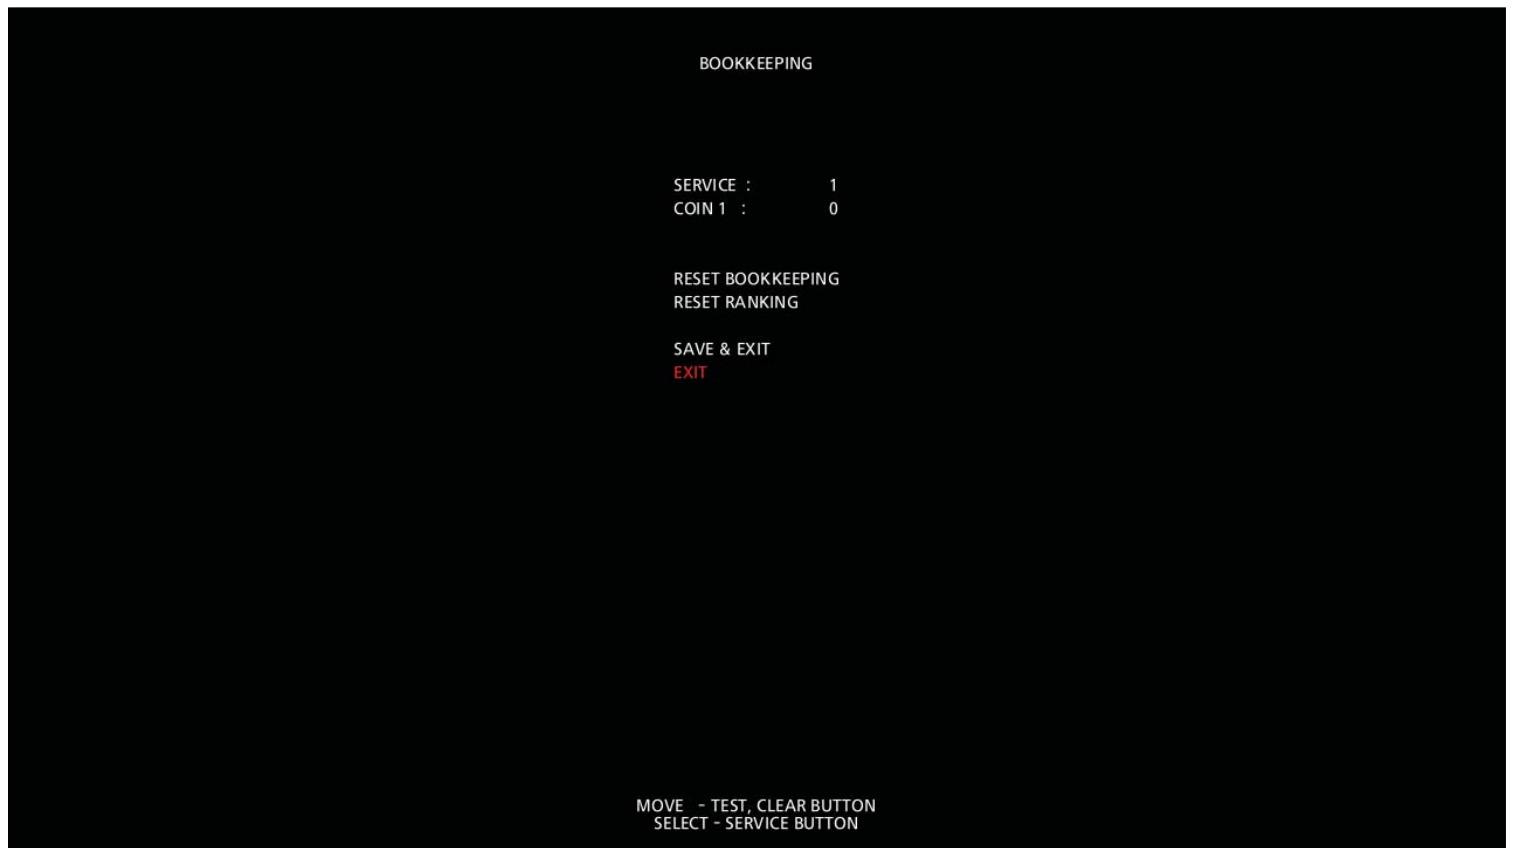 BOOKKEEPING
SERVICE : 1
COIN 1 : 0
RESET BOOKKEEPING
RESET RANKING
SAVE & EXIT
EXIT
MOVE - TEST, CLEAR BUTTON
SELECT - SERVICE BUTTON